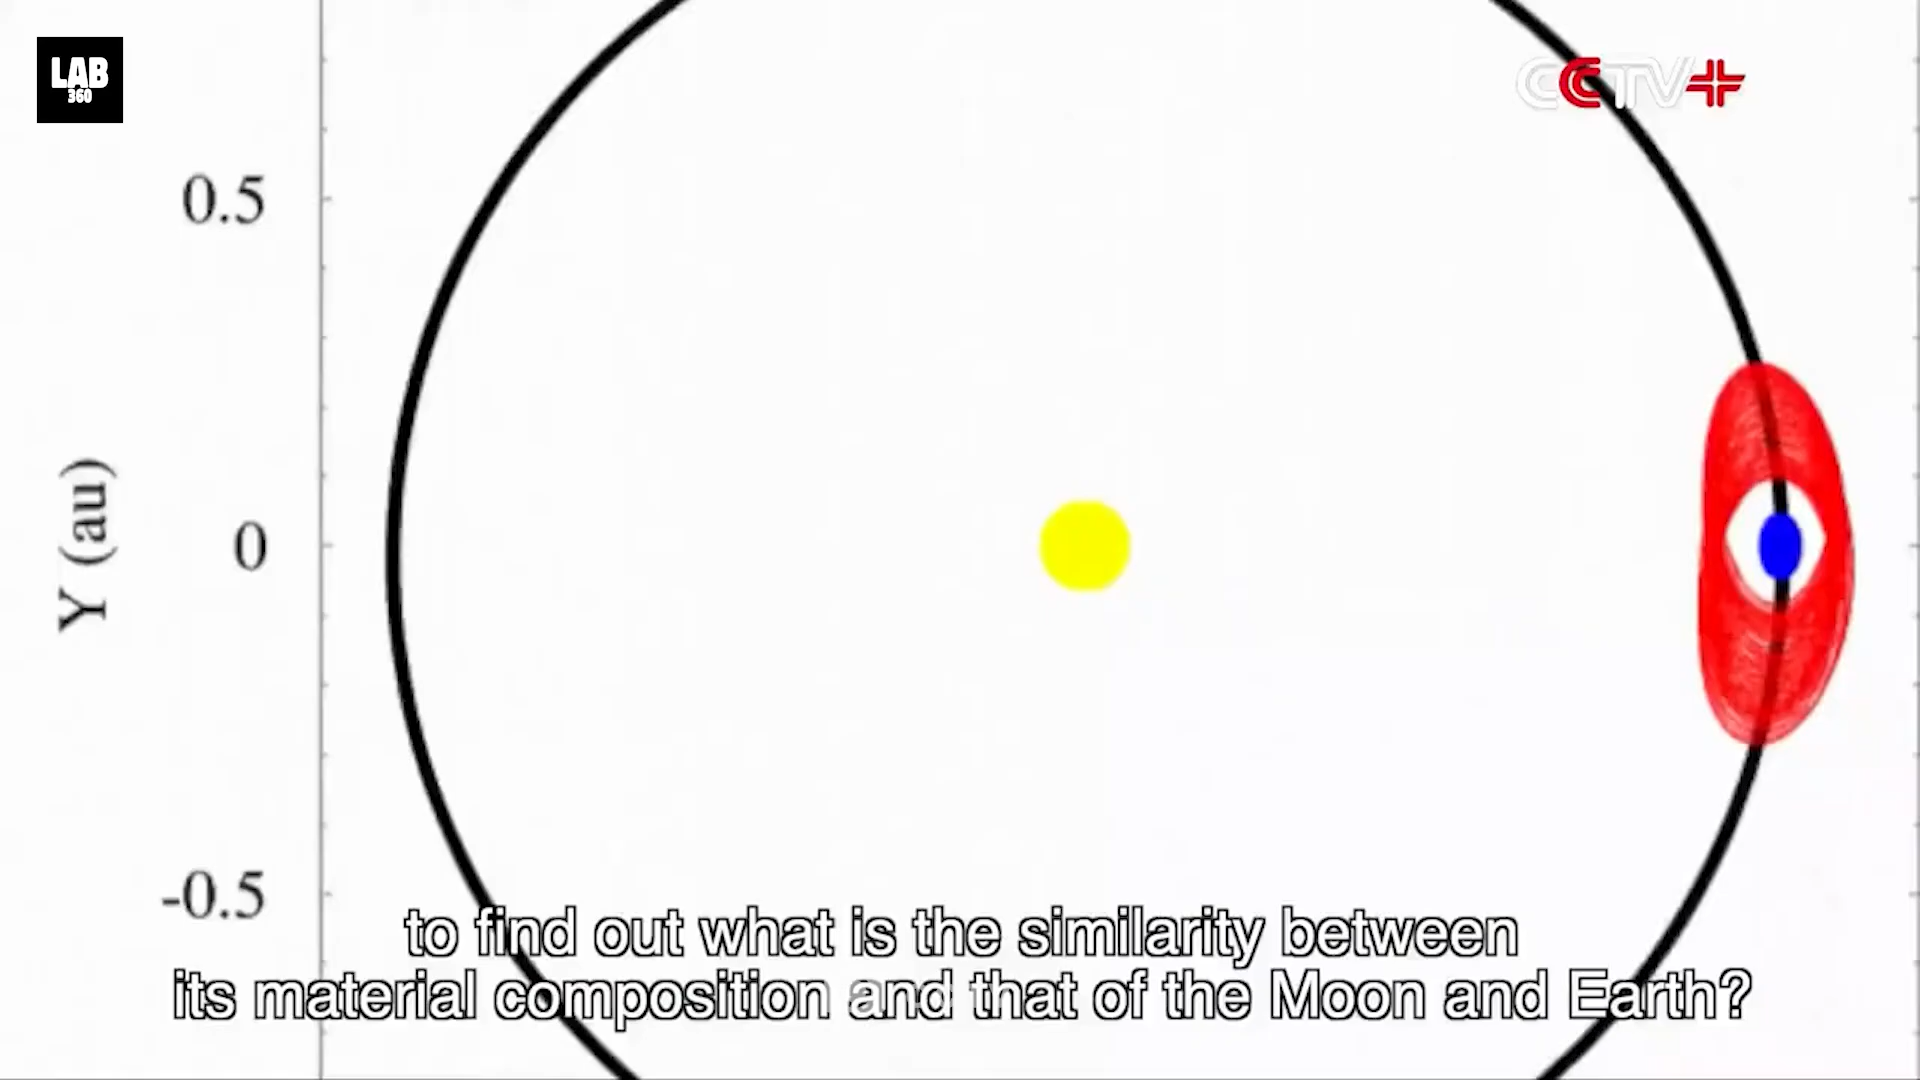 LAB
360
CCTV+
0.5
Y (au)
0
-0.5
to find out what is the similarity between
its material composition and that of the Moon and Earth?